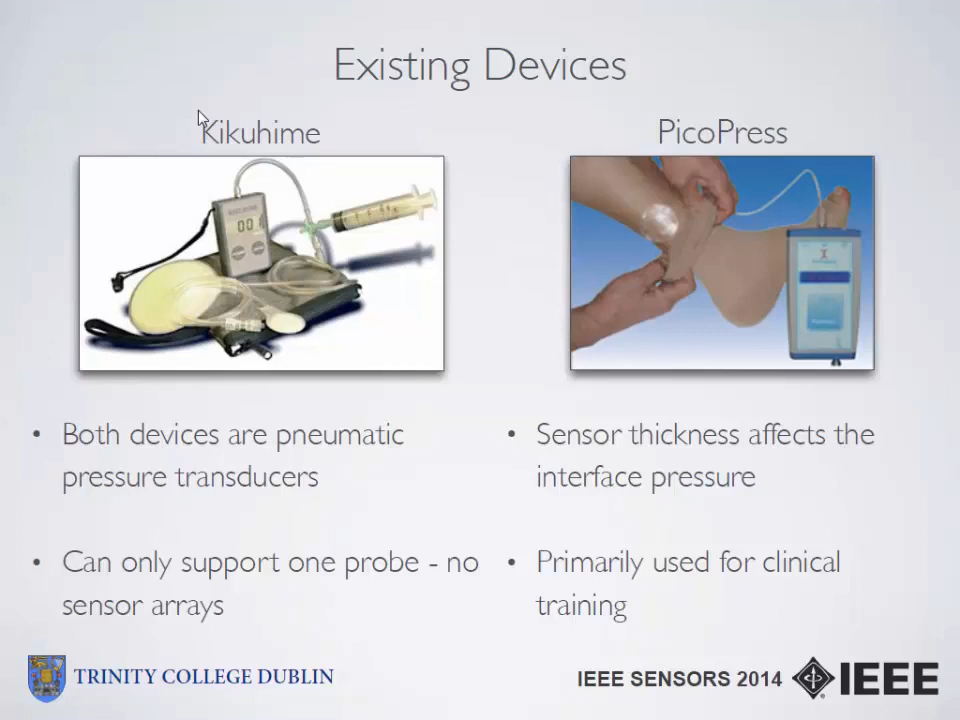 Existing Devices
Kikuhime
PicoPress
Both devices are pneumatic
pressure transducers
Can only support one probe - no
sensor arrays
Sensor thickness affects the
interface pressure
Primarily used for clinical
training
TRINITY COLLEGE DUBLIN
IEEE SENSORS 2014
IEEE